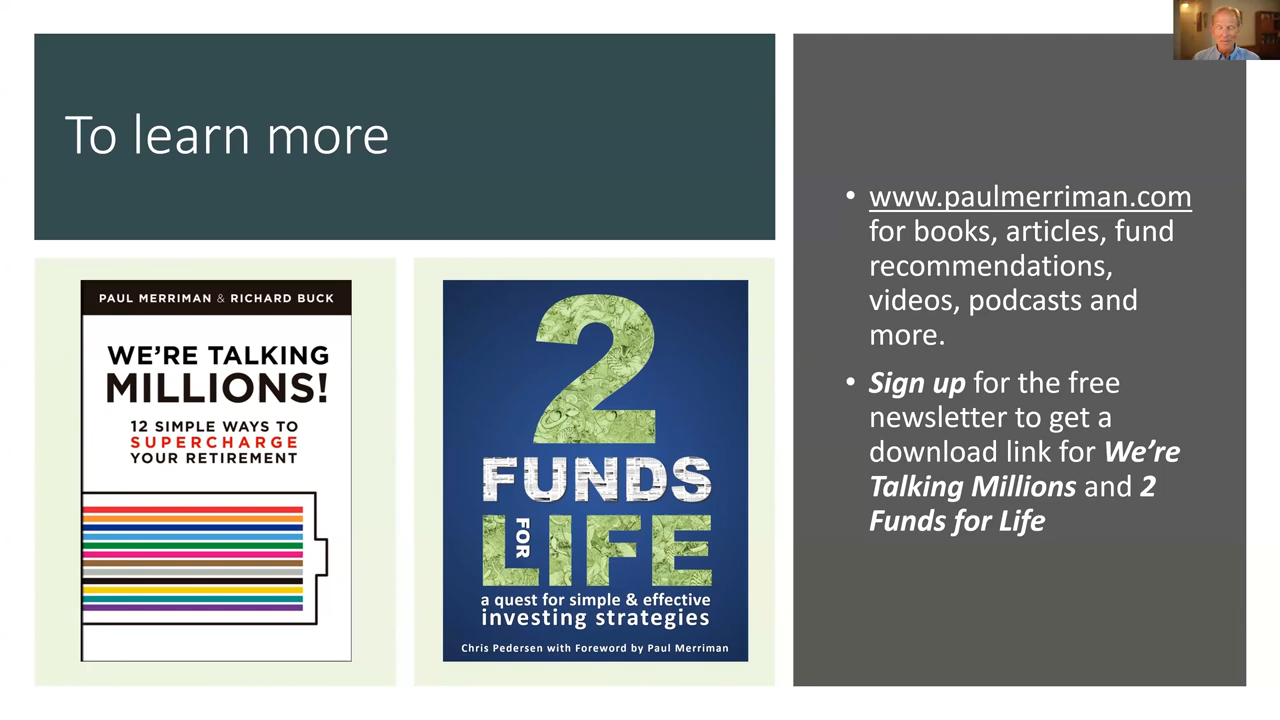 To learn more
PAUL MERRIMAN & RICHARD BUCK
WE'RE TALKING
MILLIONS!
12 SIMPLE WAYS TO
SUPERCHARGE
YOUR RETIREMENT
2
FUNDS
FOR LIFE
a quest for simple & effective
investing strategies
Chris Pedersen with Foreword by Paul Merriman
• www.paulmerriman.com
for books, articles, fund
recommendations,
videos, podcasts and
more.
• Sign up for the free
newsletter to get a
download link for We're
Talking Millions and 2
Funds for Life